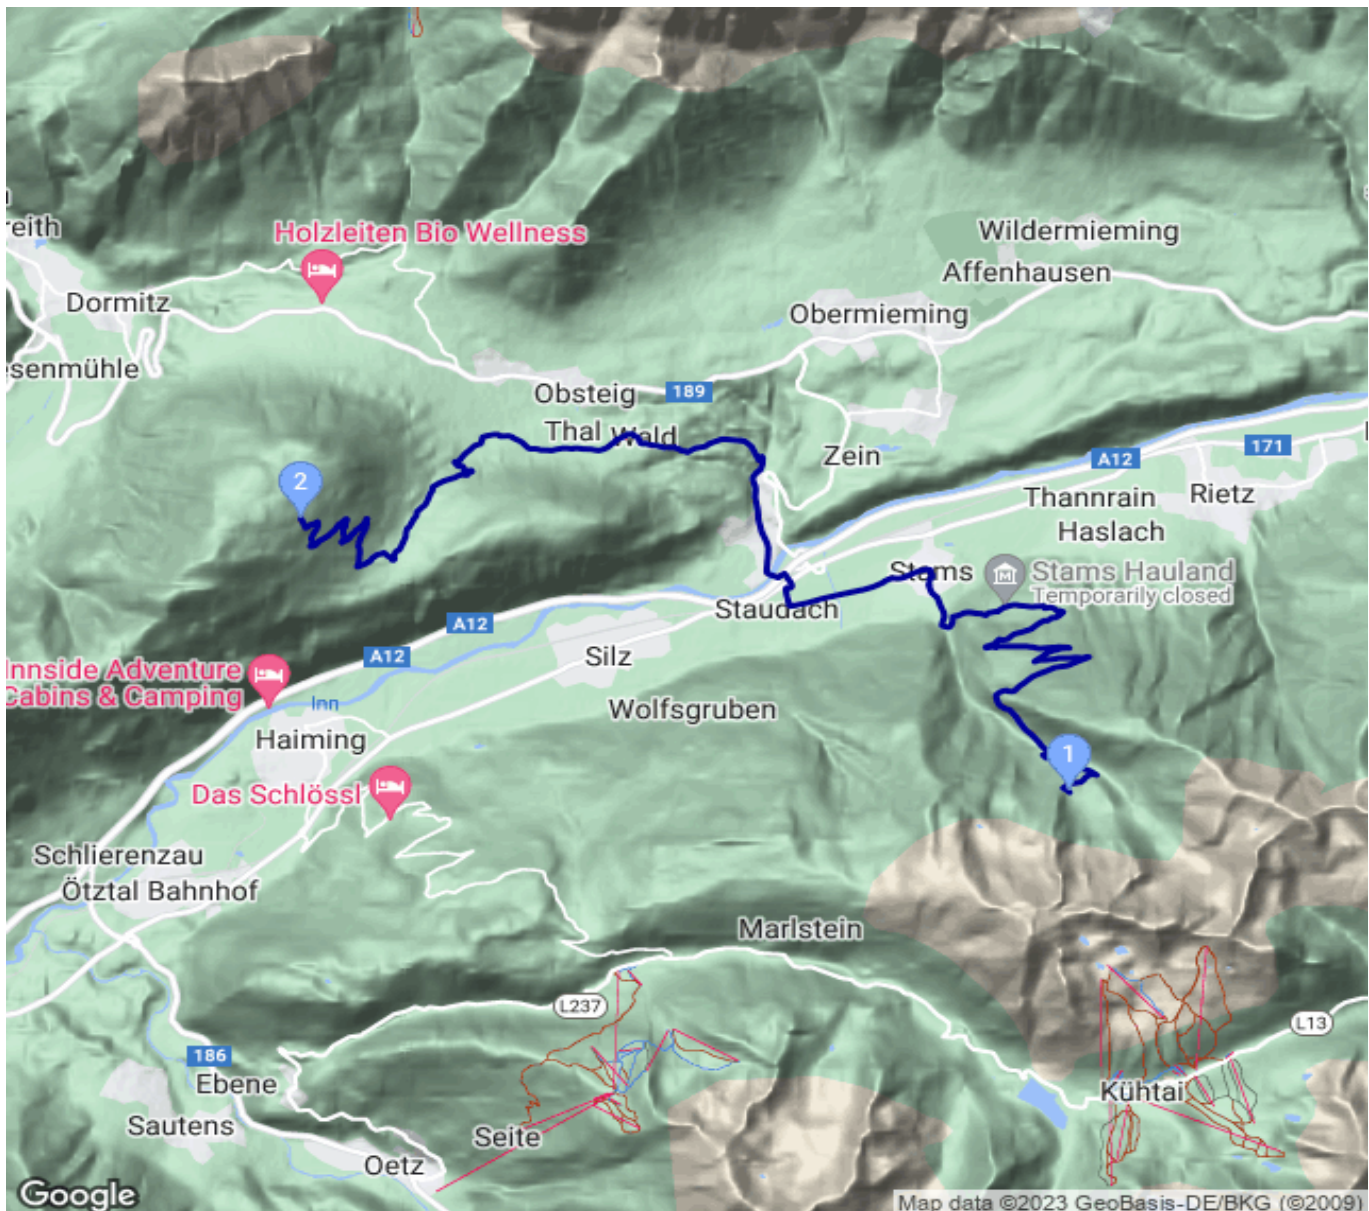 Holzleiten Bio Wellness
Wildermieming
reith
Affenhausen
Dormitz
Obermieming
esenmühle
Obsteig
189
Thal Wald
Zein
A12
171
2
Thannrain
Rietz
Haslach
Stams
Stams Hauland
Temporarily closed
Staudach
A12
A12
Silz
Innside Adventure
Cabins & Camping
Inn
Wolfsgruben
Haiming
1
Das Schlössl
Schlierenzau
Ötztal Bahnhof
Marlstein
L237
L13
186
Ebene
Kühtai
Sautens
Seite
Oetz
Google
Map data ©2023 GeoBasis-DE/BKG (©2009)